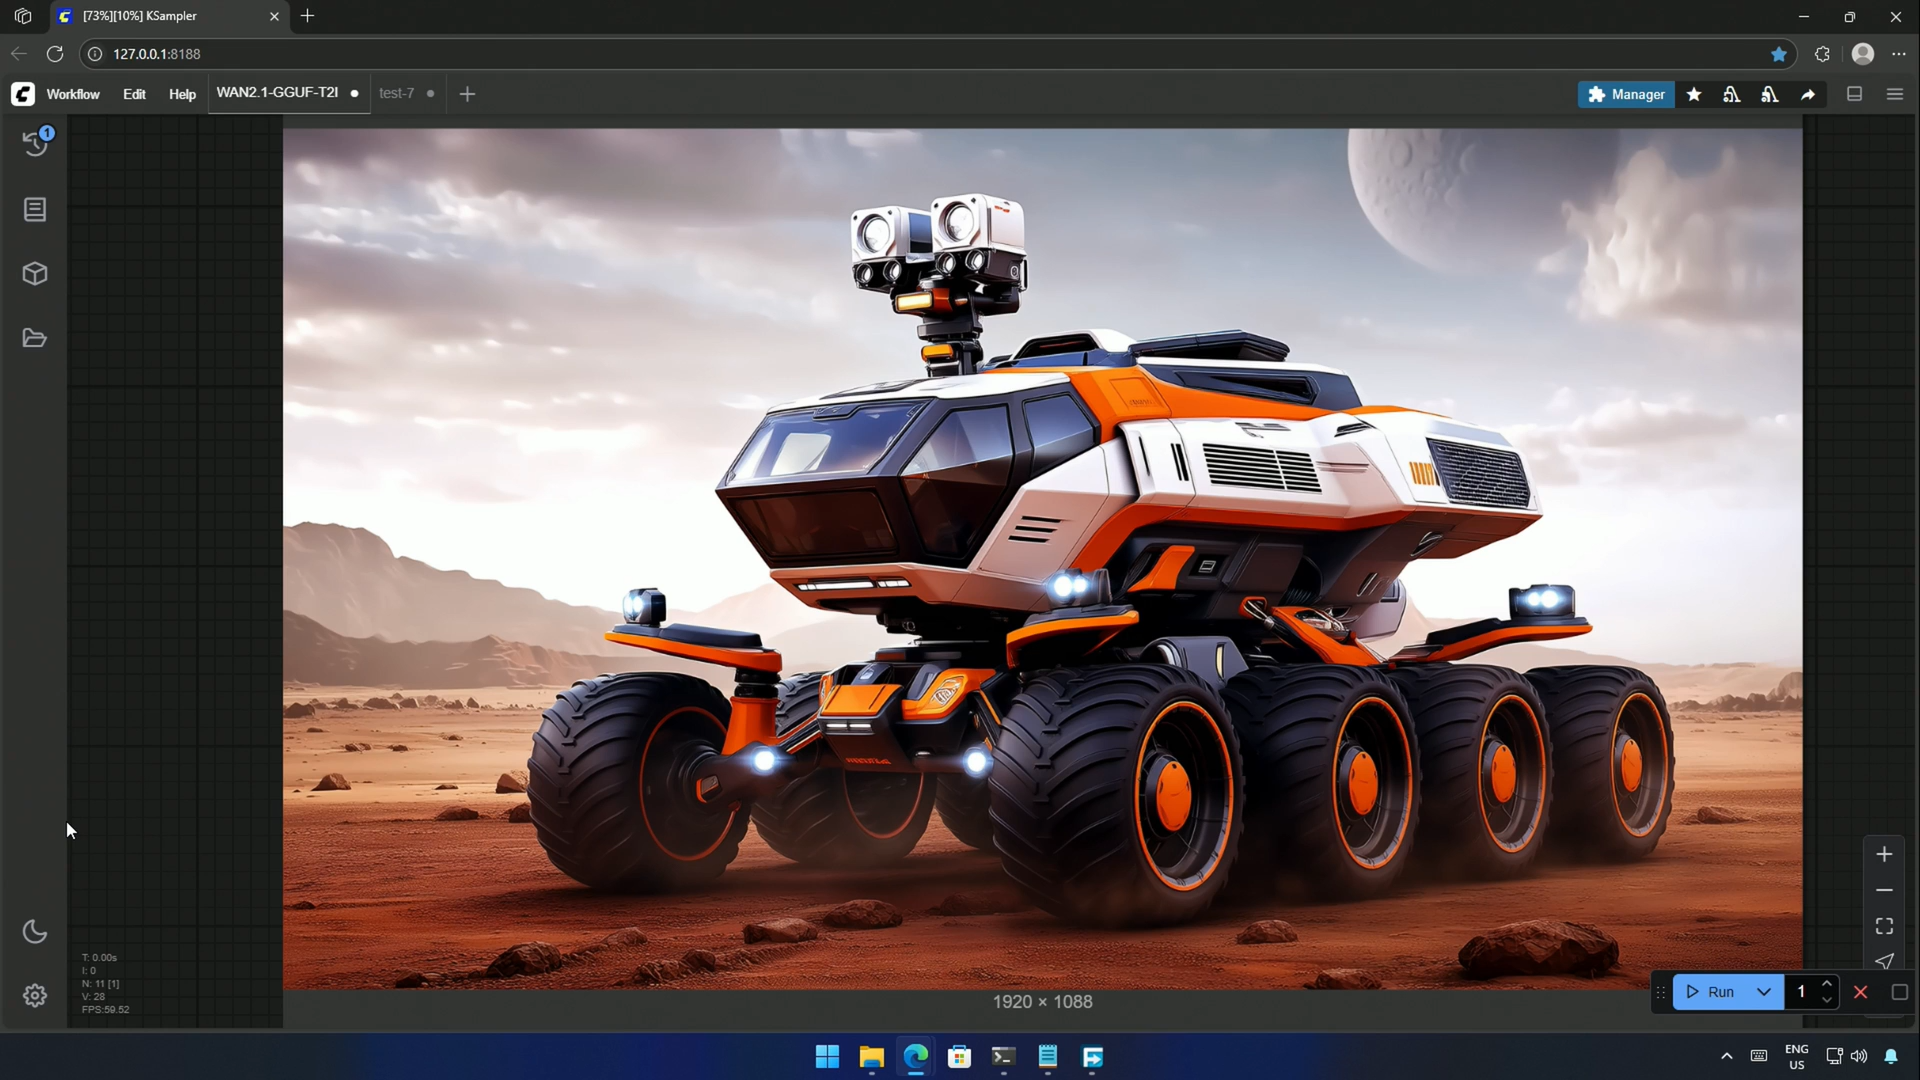 [73%][10%] KSampler
127.0.0.1:8188
Workflow Edit Help WAN2.1-GGUF-T2I test-7 Manager
1
T: 0.00s
I: 0
N: 11 [1]
V: 28
FPS:59.52
1920 × 1088
Run 1
ENG
US